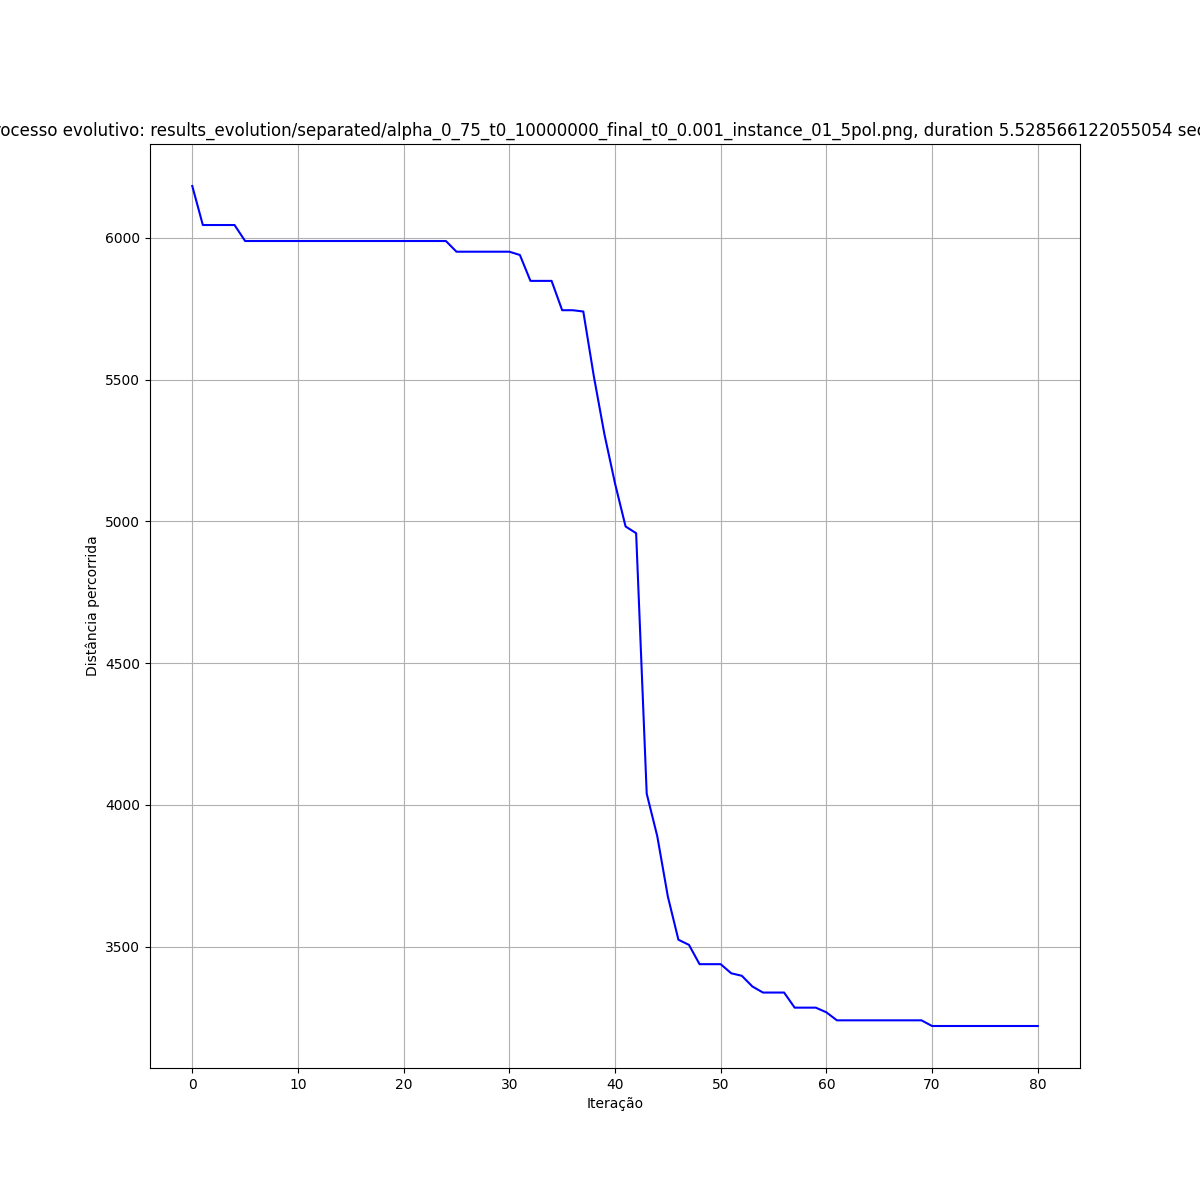 ocesso evolutivo: results_evolution/separated/alpha_0_75_t0_10000000_final_t0_0.001_instance_01_5pol.png, duration 5.528566122055054 sec
6000
5500
5000
4500
4000
3500
Distância percorrida
0 10 20 30 40 50 60 70 80
Iteração